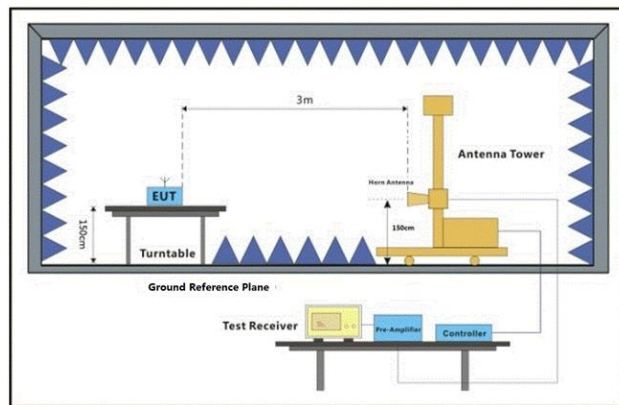 3m
Antenna Tower
Horn Antenna
EUT
150cm
150cm
Turntable
Ground Reference Plane
Test Receiver
Pre-Amplifier
Controller